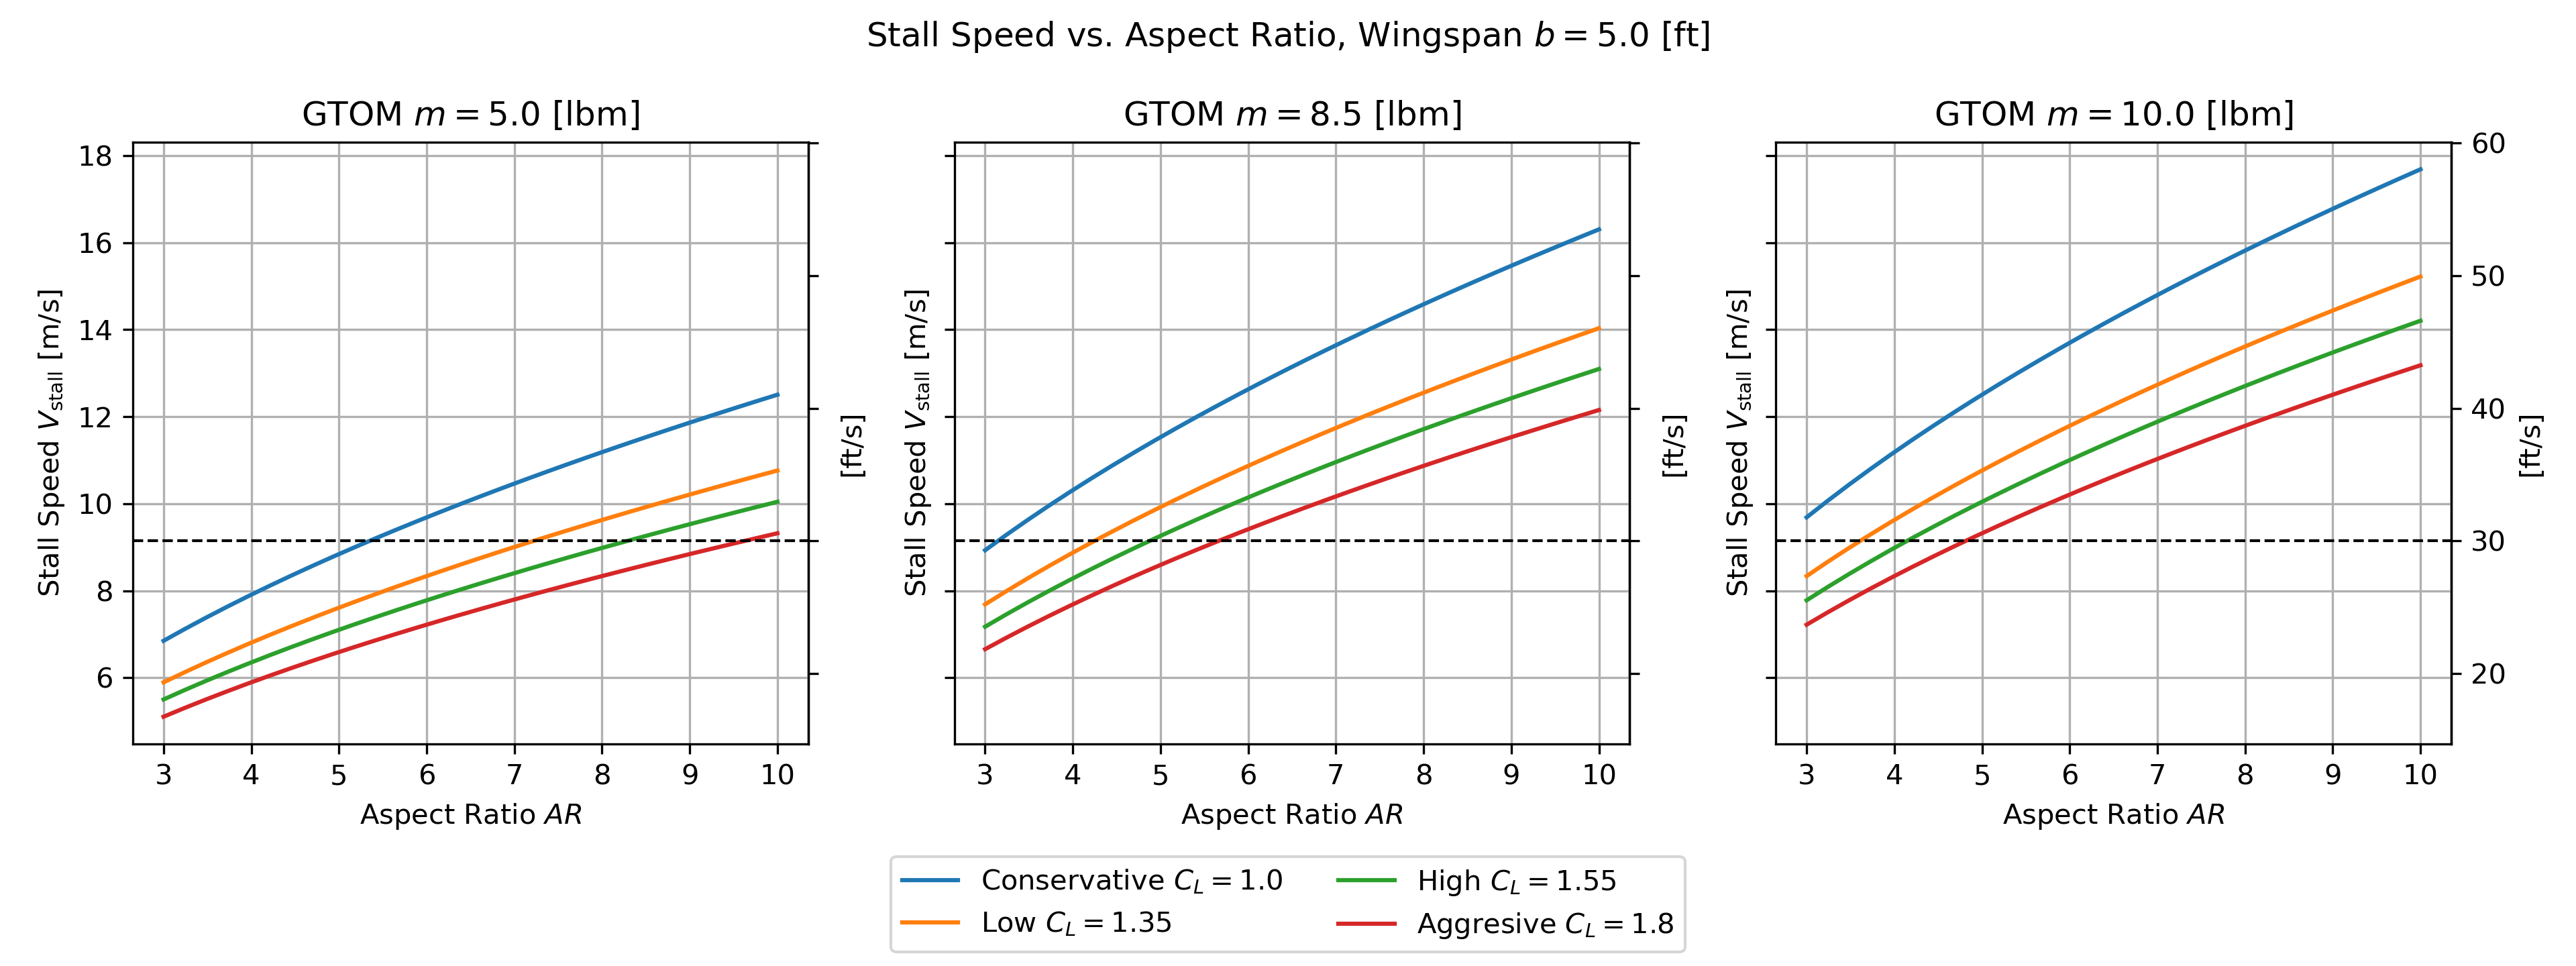 Stall Speed vs. Aspect Ratio, Wingspan b = 5.0 [ft]
GTOM m = 5.0 [lbm]
18
16
14
12
10
8
6
Stall Speed V_stall [m/s]
3 4 5 6 7 8 9 10
Aspect Ratio AR
[ft/s]
GTOM m = 8.5 [lbm]
Stall Speed V_stall [m/s]
3 4 5 6 7 8 9 10
Aspect Ratio AR
[ft/s]
GTOM m = 10.0 [lbm]
Stall Speed V_stall [m/s]
3 4 5 6 7 8 9 10
Aspect Ratio AR
60
50
40
30
20
[ft/s]
Conservative C_L = 1.0
Low C_L = 1.35
High C_L = 1.55
Aggresive C_L = 1.8